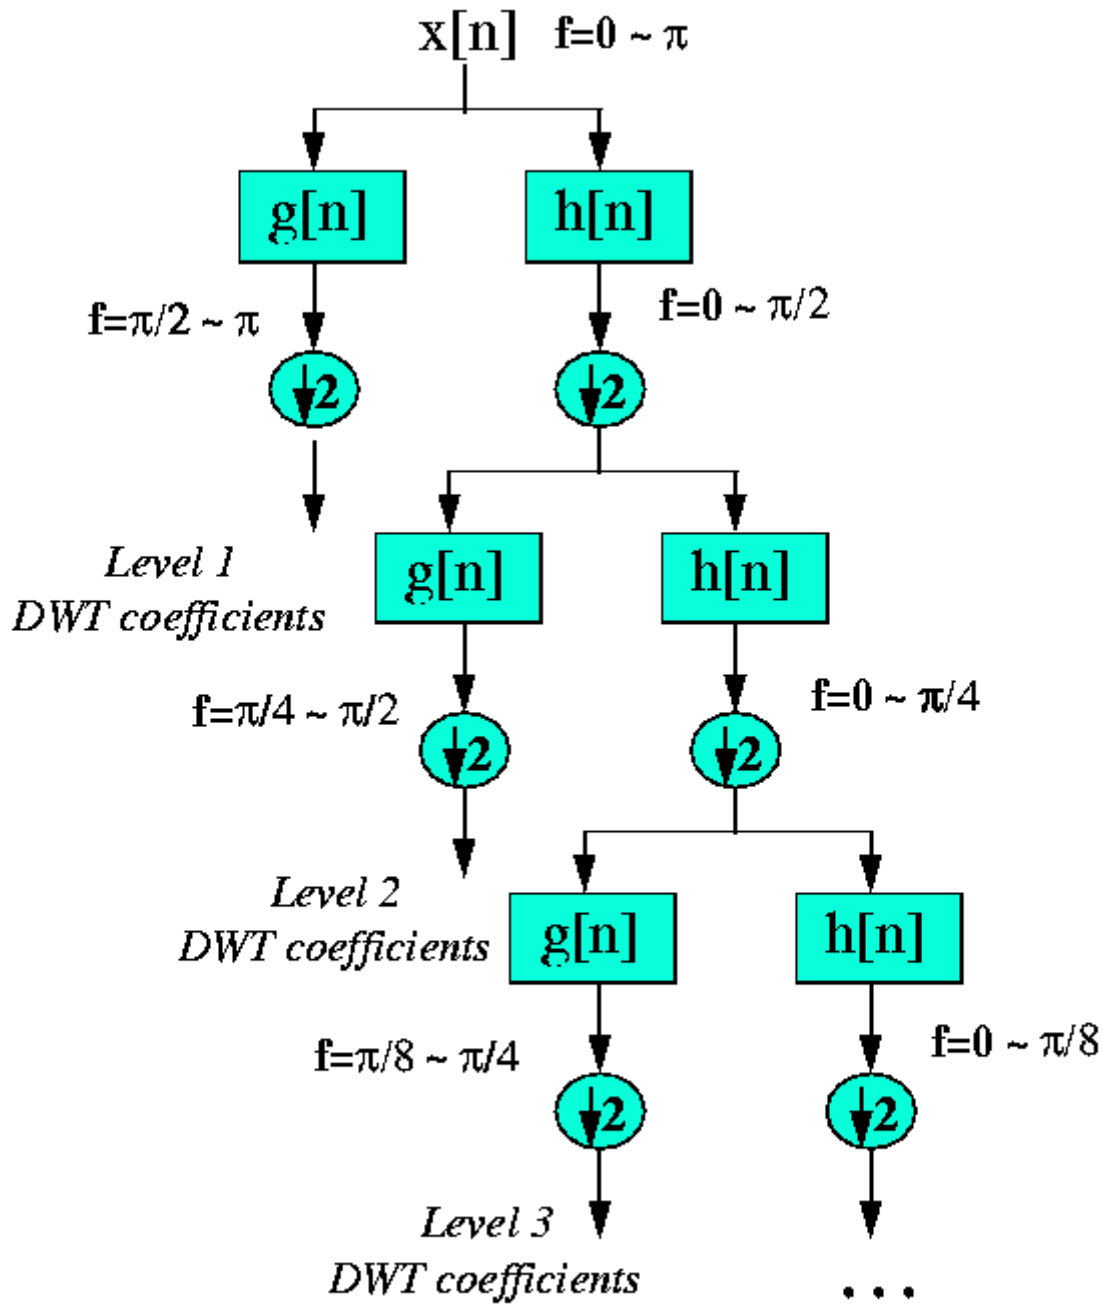 x[n] f=0 ~ π
g[n] h[n]
f=π/2 ~ π f=0 ~ π/2
↓2 ↓2
g[n] h[n]
Level 1
DWT coefficients
f=π/4 ~ π/2 f=0 ~ π/4
↓2 ↓2
Level 2
DWT coefficients
g[n] h[n]
f=π/8 ~ π/4 f=0 ~ π/8
↓2 ↓2
Level 3
DWT coefficients
...